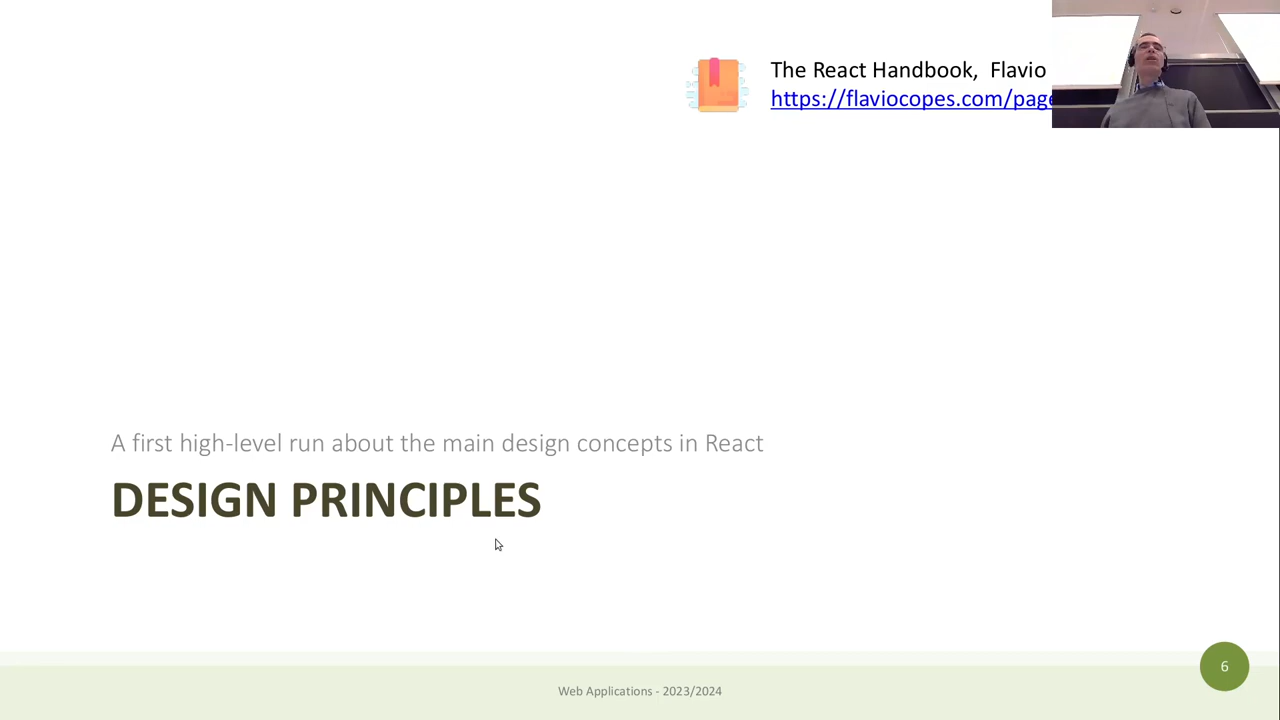 The React Handbook, Flavio
https://flaviocopes.com/page
A first high-level run about the main design concepts in React
DESIGN PRINCIPLES
6
Web Applications - 2023/2024